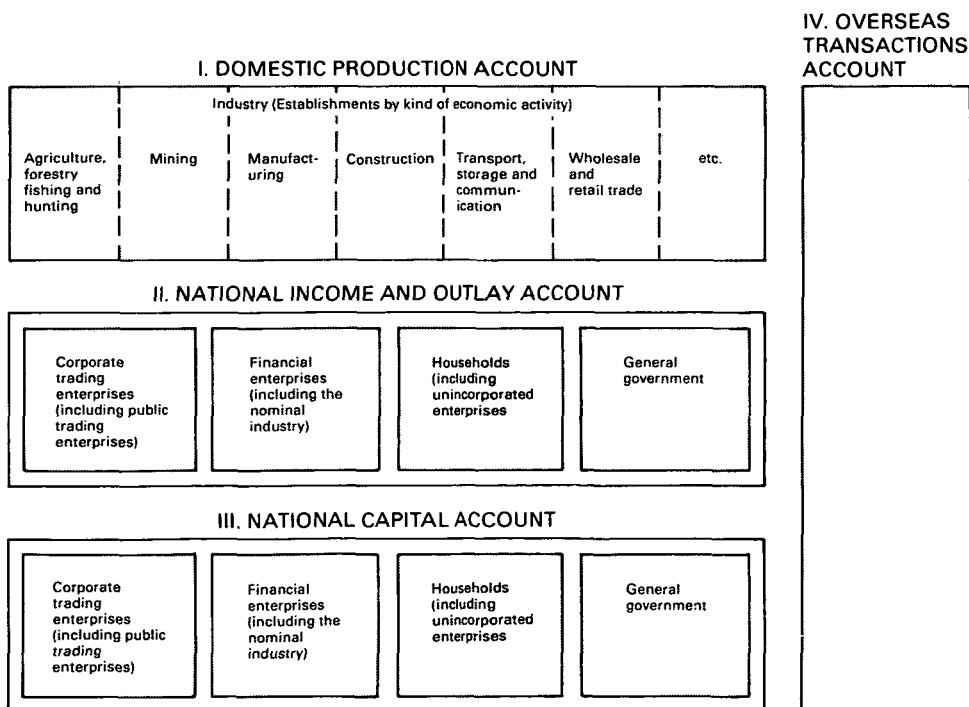 IV. OVERSEAS
TRANSACTIONS
ACCOUNT
I. DOMESTIC PRODUCTION ACCOUNT
Industry (Establishments by kind of economic activity)
Agriculture,
forestry
fishing and
hunting
Mining
Manufact-
uring
Construction
Transport,
storage and
commun-
ication
Wholesale
and
retail trade
etc.
II. NATIONAL INCOME AND OUTLAY ACCOUNT
Corporate
trading
enterprises
(including public
trading
enterprises)
Financial
enterprises
(including the
nominal
industry)
Households
(including
unincorporated
enterprises
General
government
III. NATIONAL CAPITAL ACCOUNT
Corporate
trading
enterprises
(including public
trading
enterprises)
Financial
enterprises
(including the
nominal
industry)
Households
(including
unincorporated
enterprises
General
government